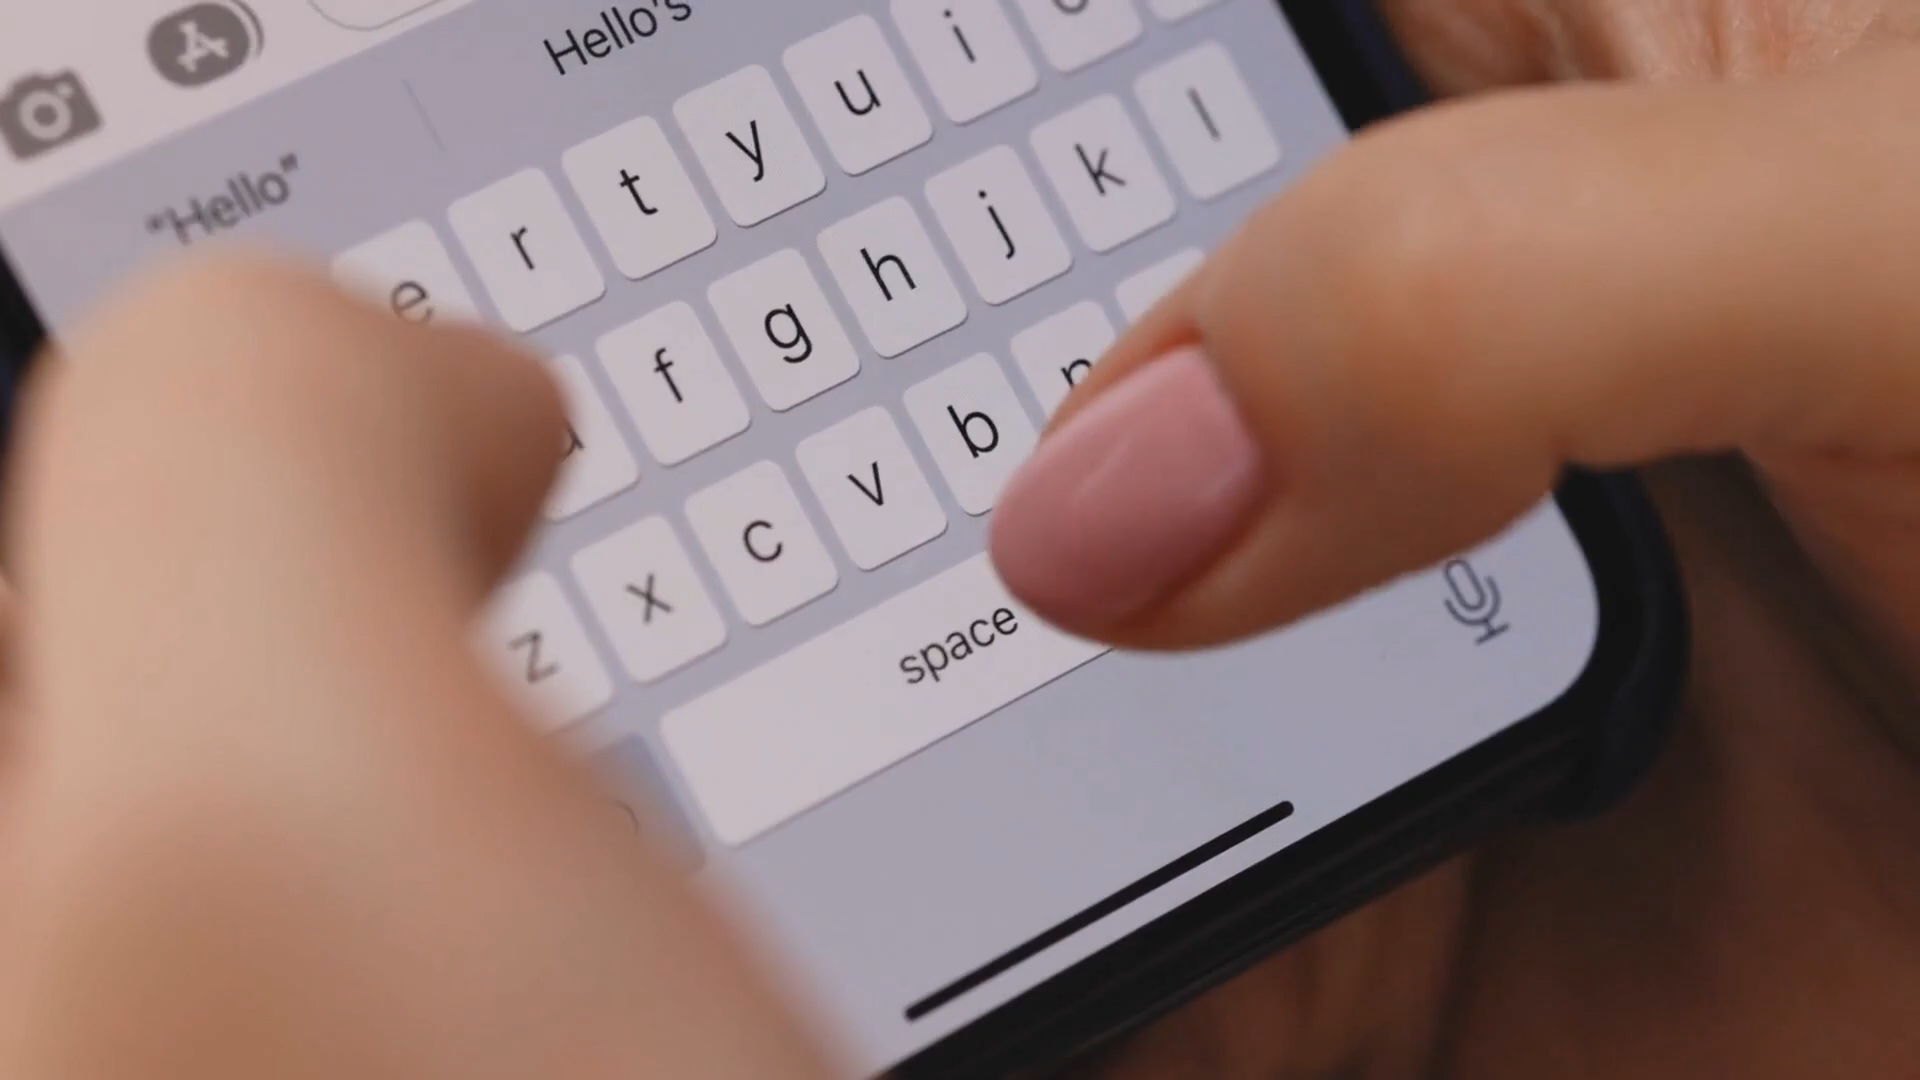 Hello's
"Hello"
e r t y u i
f g h j k l
z x c v b n
space